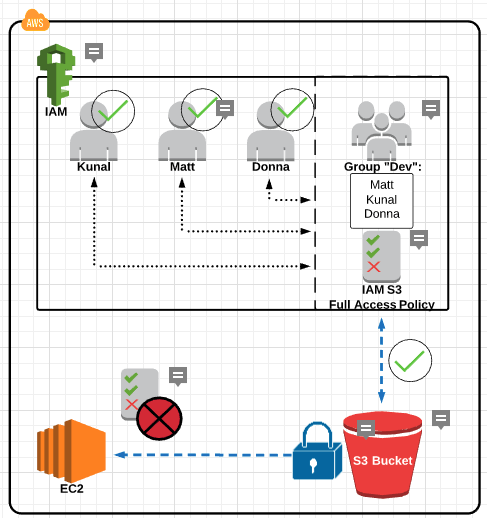 AWS
IAM
Kunal
Matt
Donna
Group "Dev":
Matt
Kunal
Donna
IAM S3
Full Access Policy
S3 Bucket
EC2